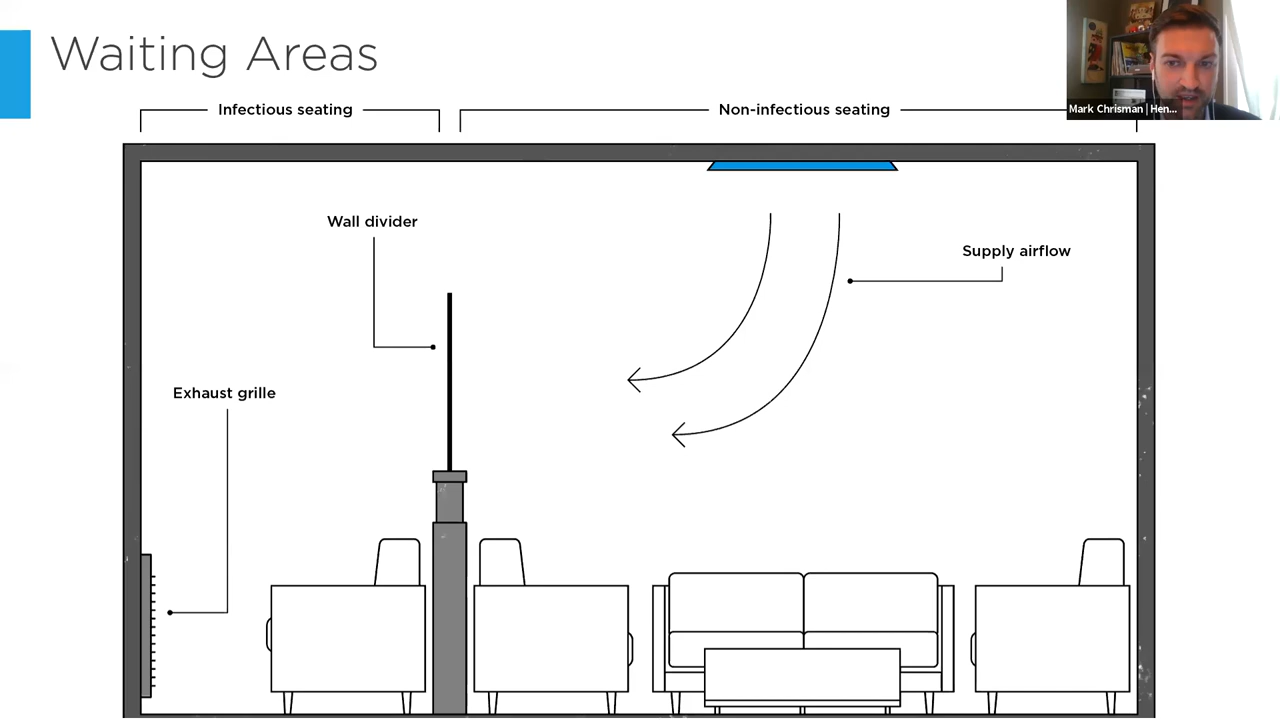 Waiting Areas
Infectious seating
Non-infectious seating
Mark Chrisman | Hen...
Wall divider
Supply airflow
Exhaust grille